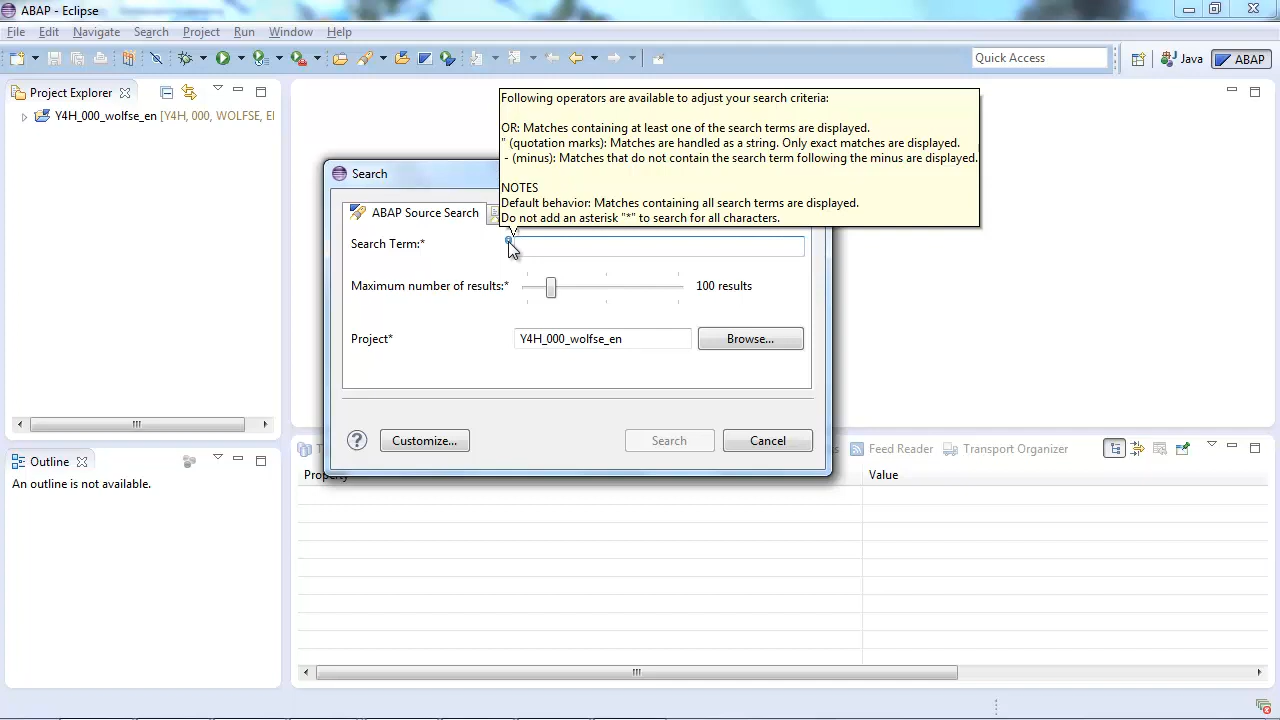 ABAP - Eclipse
File Edit Navigate Search Project Run Window Help
Quick Access
Java
ABAP
Project Explorer
Y4H_000_wolfse_en [Y4H, 000, WOLFSE, EI
Following operators are available to adjust your search criteria:
OR: Matches containing at least one of the search terms are displayed.
" (quotation marks): Matches are handled as a string. Only exact matches are displayed.
- (minus): Matches that do not contain the search term following the minus are displayed.
NOTES
Default behavior: Matches containing all search terms are displayed.
Do not add an asterisk "*" to search for all characters.
Search
ABAP Source Search
Search Term:*
Maximum number of results:* 100 results
Project* Y4H_000_wolfse_en Browse...
? Customize... Search Cancel
Outline
An outline is not available.
Feed Reader Transport Organizer
Property Value